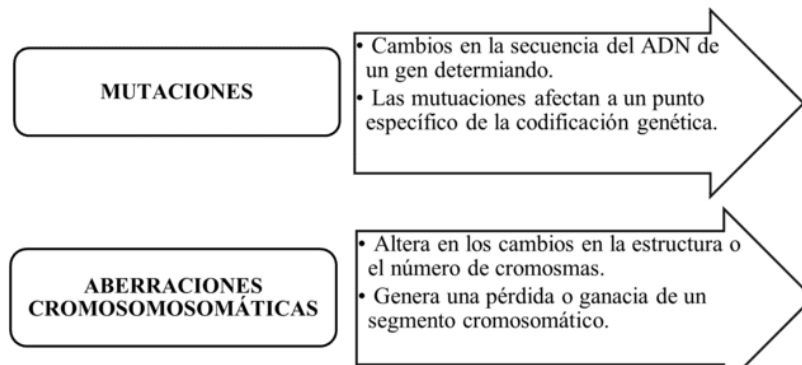 MUTACIONES
• Cambios en la secuencia del ADN de
un gen determiando.
• Las mutuaciones afectan a un punto
específico de la codificación genética.
ABERRACIONES
CROMOSOMOSOMÁTICAS
• Altera en los cambios en la estructura o
el número de cromosmas.
• Genera una pérdida o ganacia de un
segmento cromosomático.